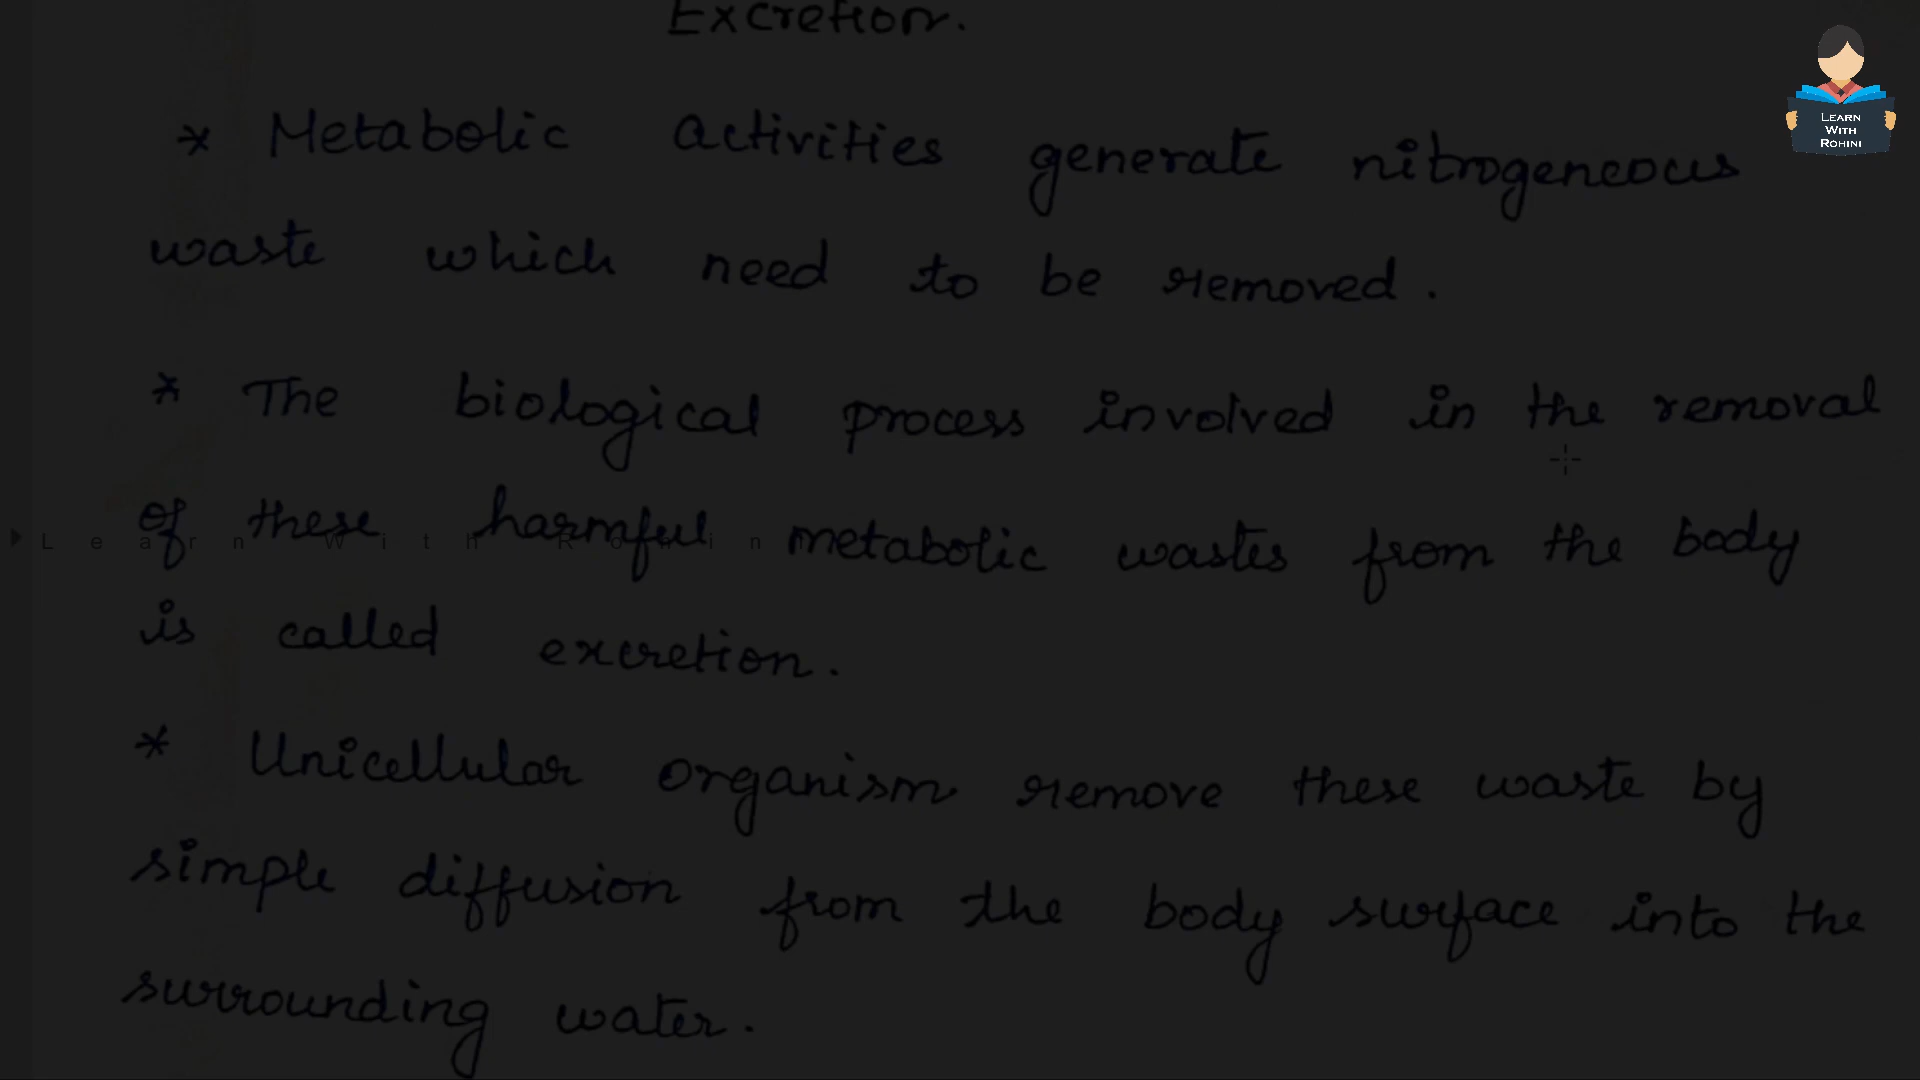 Excretion.
* Metabolic activities generate nitrogeneous
waste which need to be removed.
* The biological process involved in the removal
of these harmful metabolic wastes from the body
is called excretion.
* Unicellular organism remove these waste by
simple diffusion from the body surface into the
surrounding water.
LEARN
WITH
ROHINI
Learn With Rohini